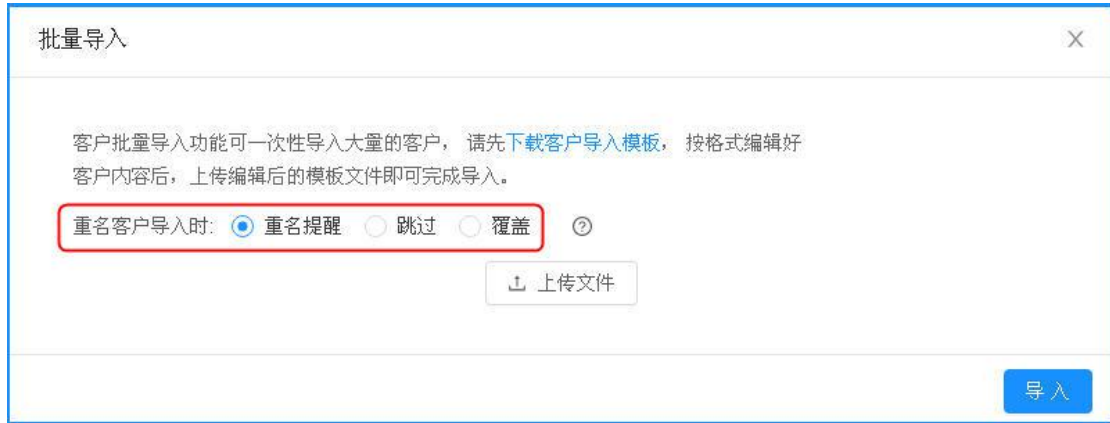 批量导入
客户批量导入功能可一次性导入大量的客户， 请先下载客户导入模板， 按格式编辑好
客户内容后，上传编辑后的模板文件即可完成导入。
重名客户导入时: 重名提醒 跳过 覆盖 ?
上传文件
导入